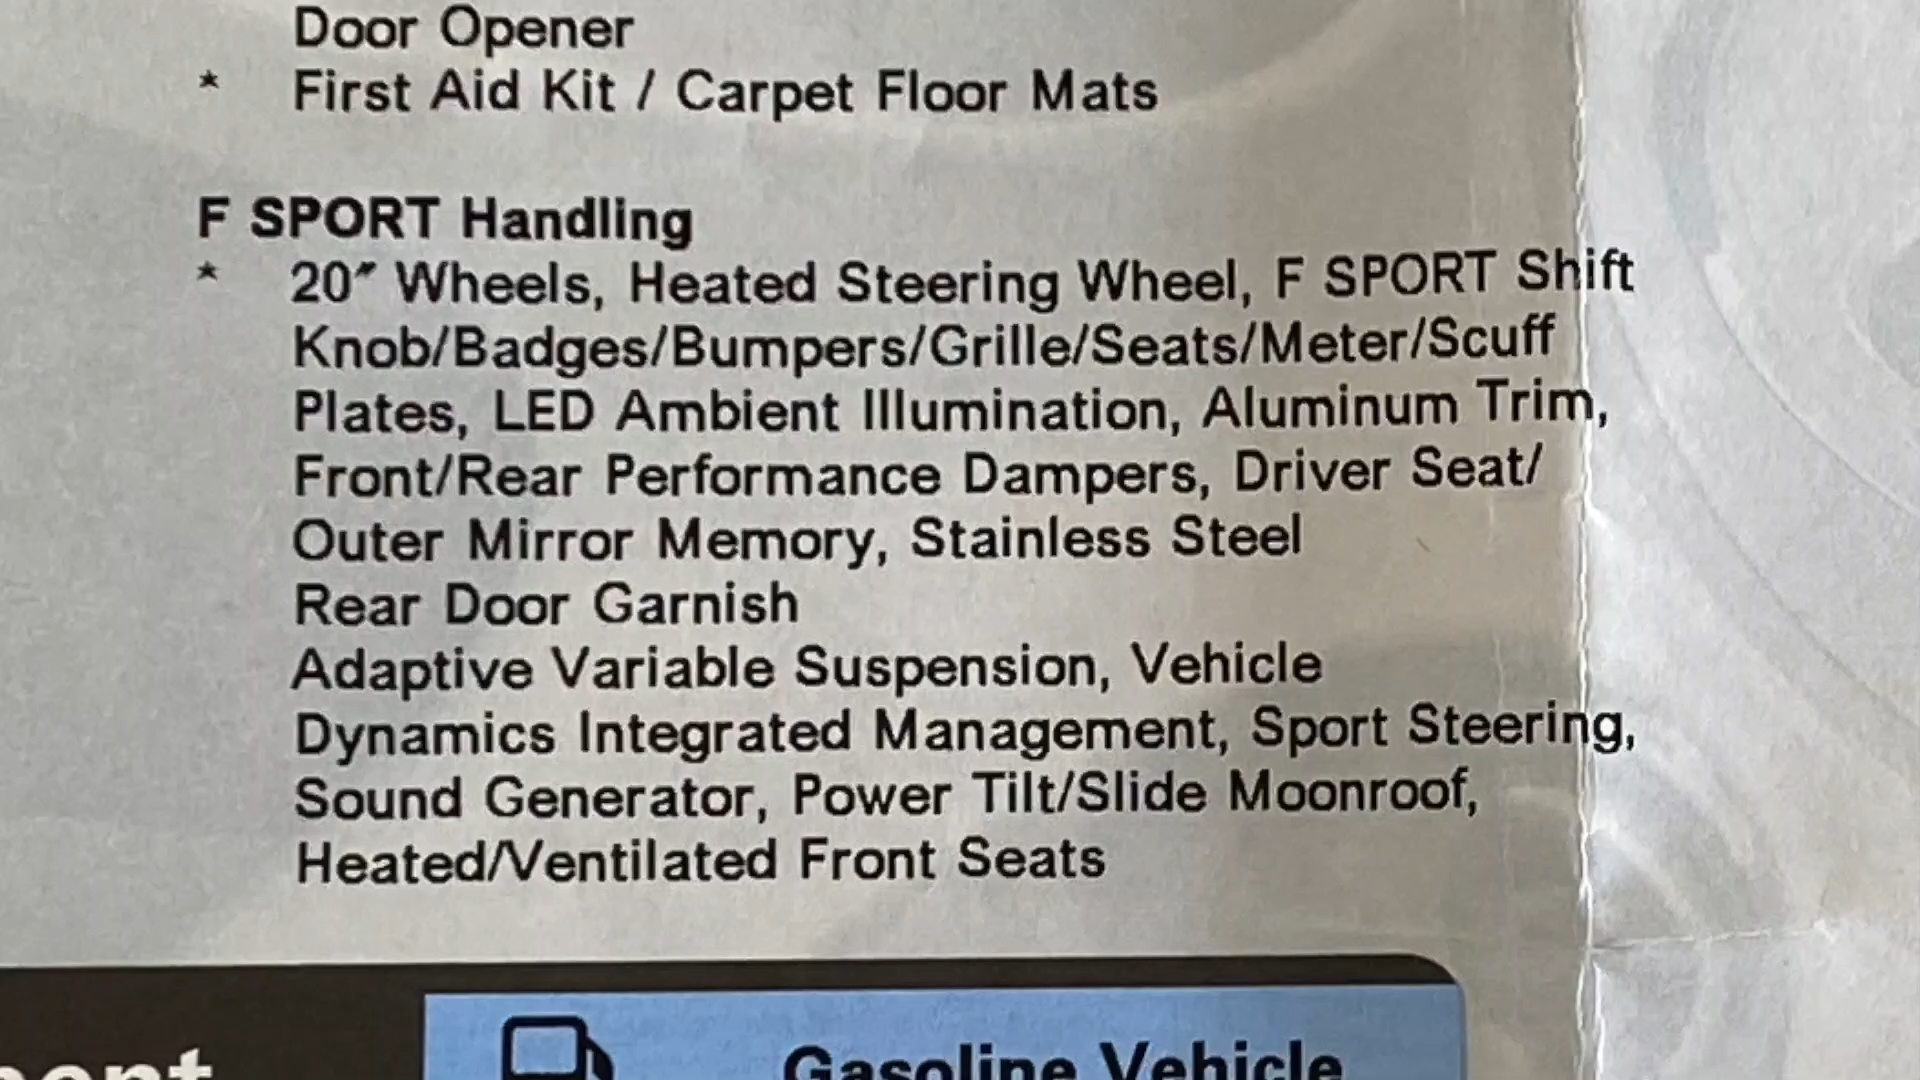 Door Opener
* First Aid Kit / Carpet Floor Mats
F SPORT Handling
* 20″ Wheels, Heated Steering Wheel, F SPORT Shift
Knob/Badges/Bumpers/Grille/Seats/Meter/Scuff
Plates, LED Ambient Illumination, Aluminum Trim,
Front/Rear Performance Dampers, Driver Seat/
Outer Mirror Memory, Stainless Steel
Rear Door Garnish
Adaptive Variable Suspension, Vehicle
Dynamics Integrated Management, Sport Steering,
Sound Generator, Power Tilt/Slide Moonroof,
Heated/Ventilated Front Seats
Gasoline Vehicle